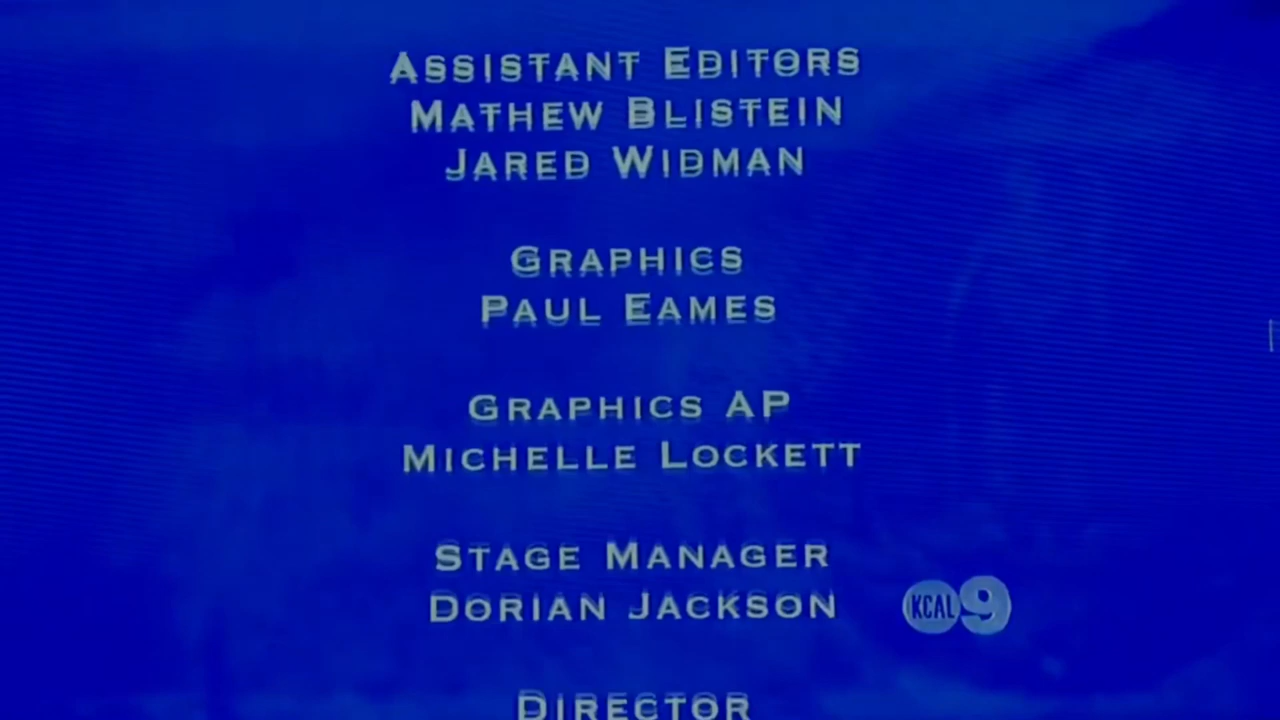 ASSISTANT EDITORS
MATHEW BLISTEIN
JARED WIDMAN
GRAPHICS
PAUL EAMES
GRAPHICS AP
MICHELLE LOCKETT
STAGE MANAGER
DORIAN JACKSON
KCAL 9
DIRECTOR